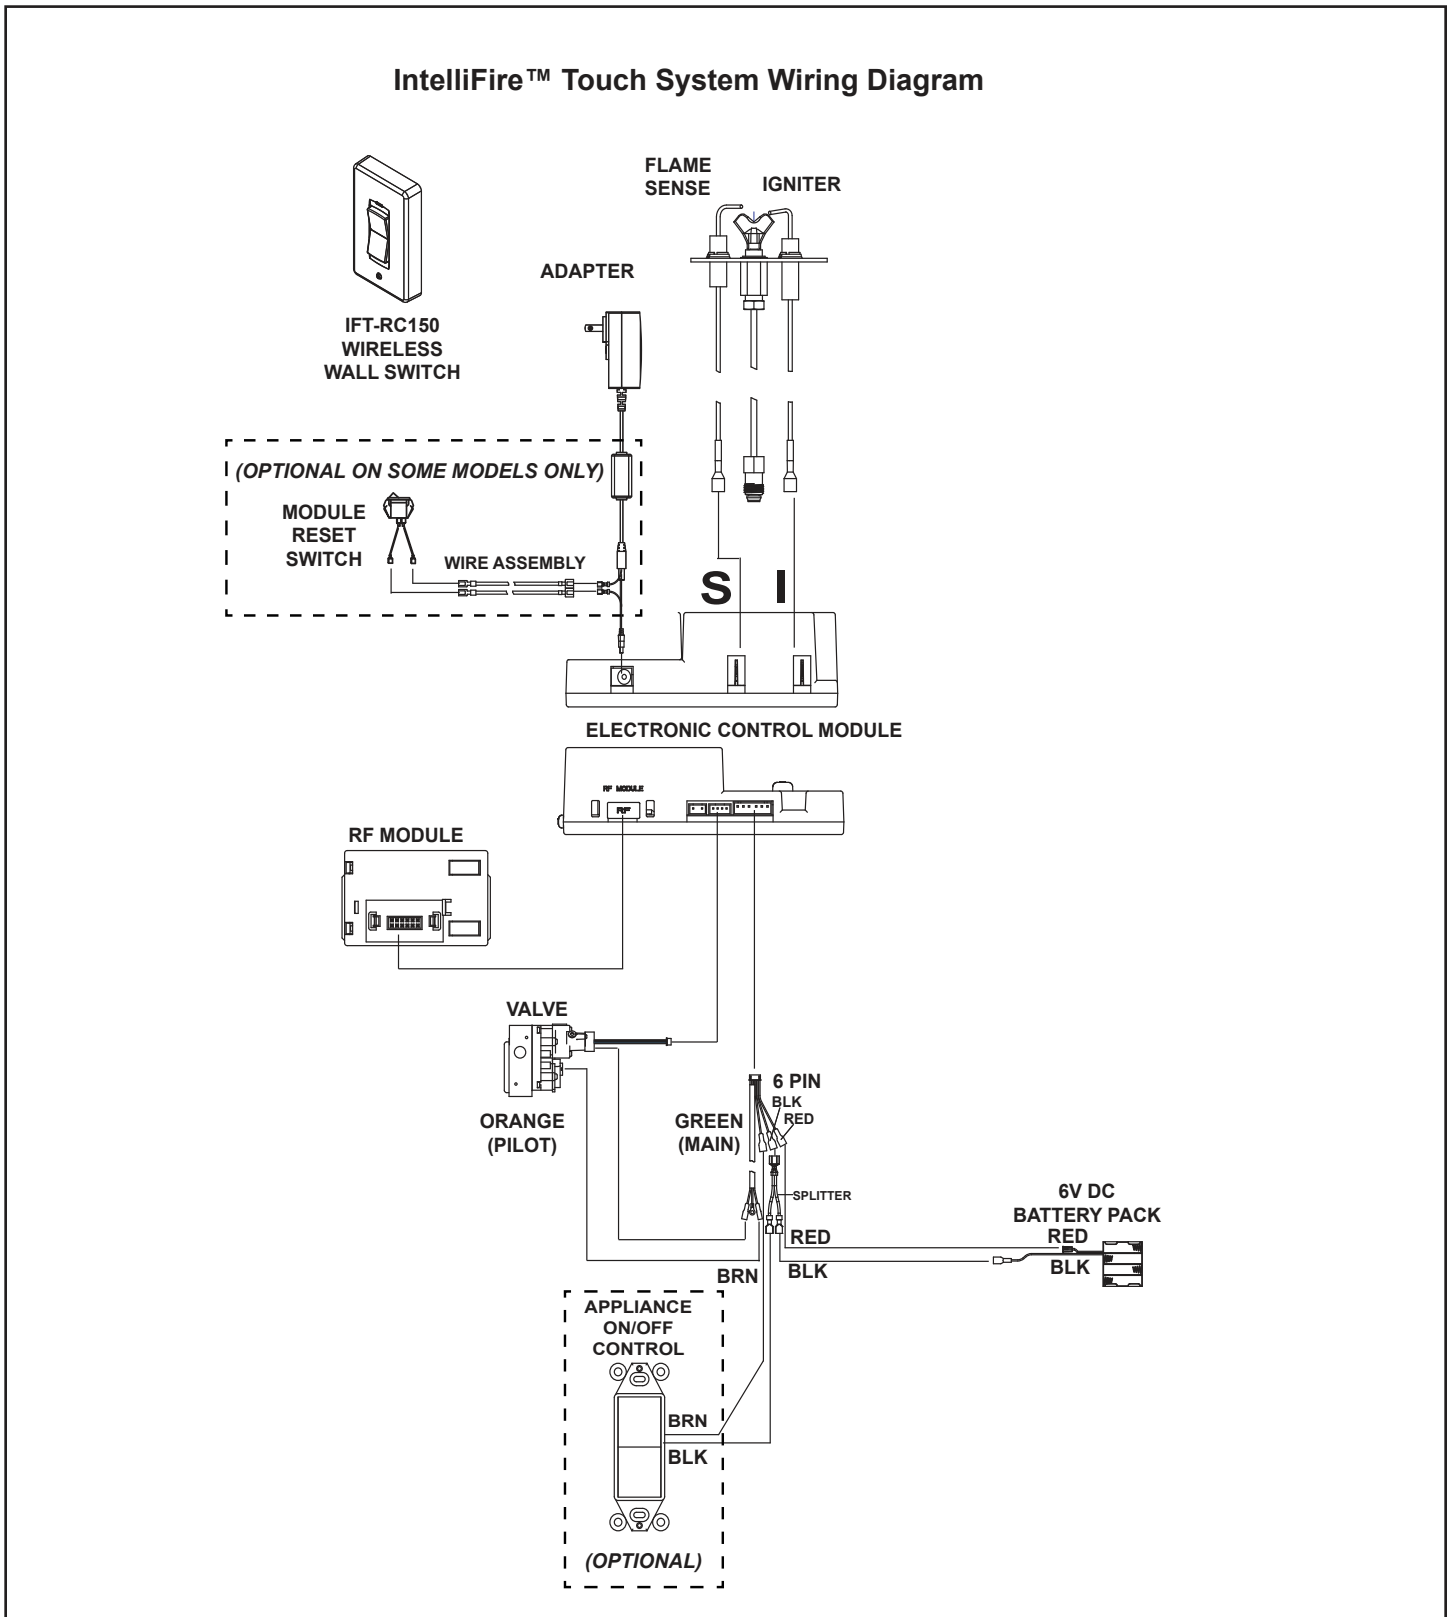 IntelliFire™ Touch System Wiring Diagram
FLAME
SENSE
IGNITER
ADAPTER
IFT-RC150
WIRELESS
WALL SWITCH
(OPTIONAL ON SOME MODELS ONLY)
MODULE
RESET
SWITCH
WIRE ASSEMBLY
S
I
ELECTRONIC CONTROL MODULE
RF MODULE
RF
RF MODULE
VALVE
ORANGE
(PILOT)
GREEN
(MAIN)
6 PIN
BLK
RED
SPLITTER
6V DC
BATTERY PACK
RED
RED
BLK
BLK
BRN
APPLIANCE
ON/OFF
CONTROL
BRN
BLK
(OPTIONAL)